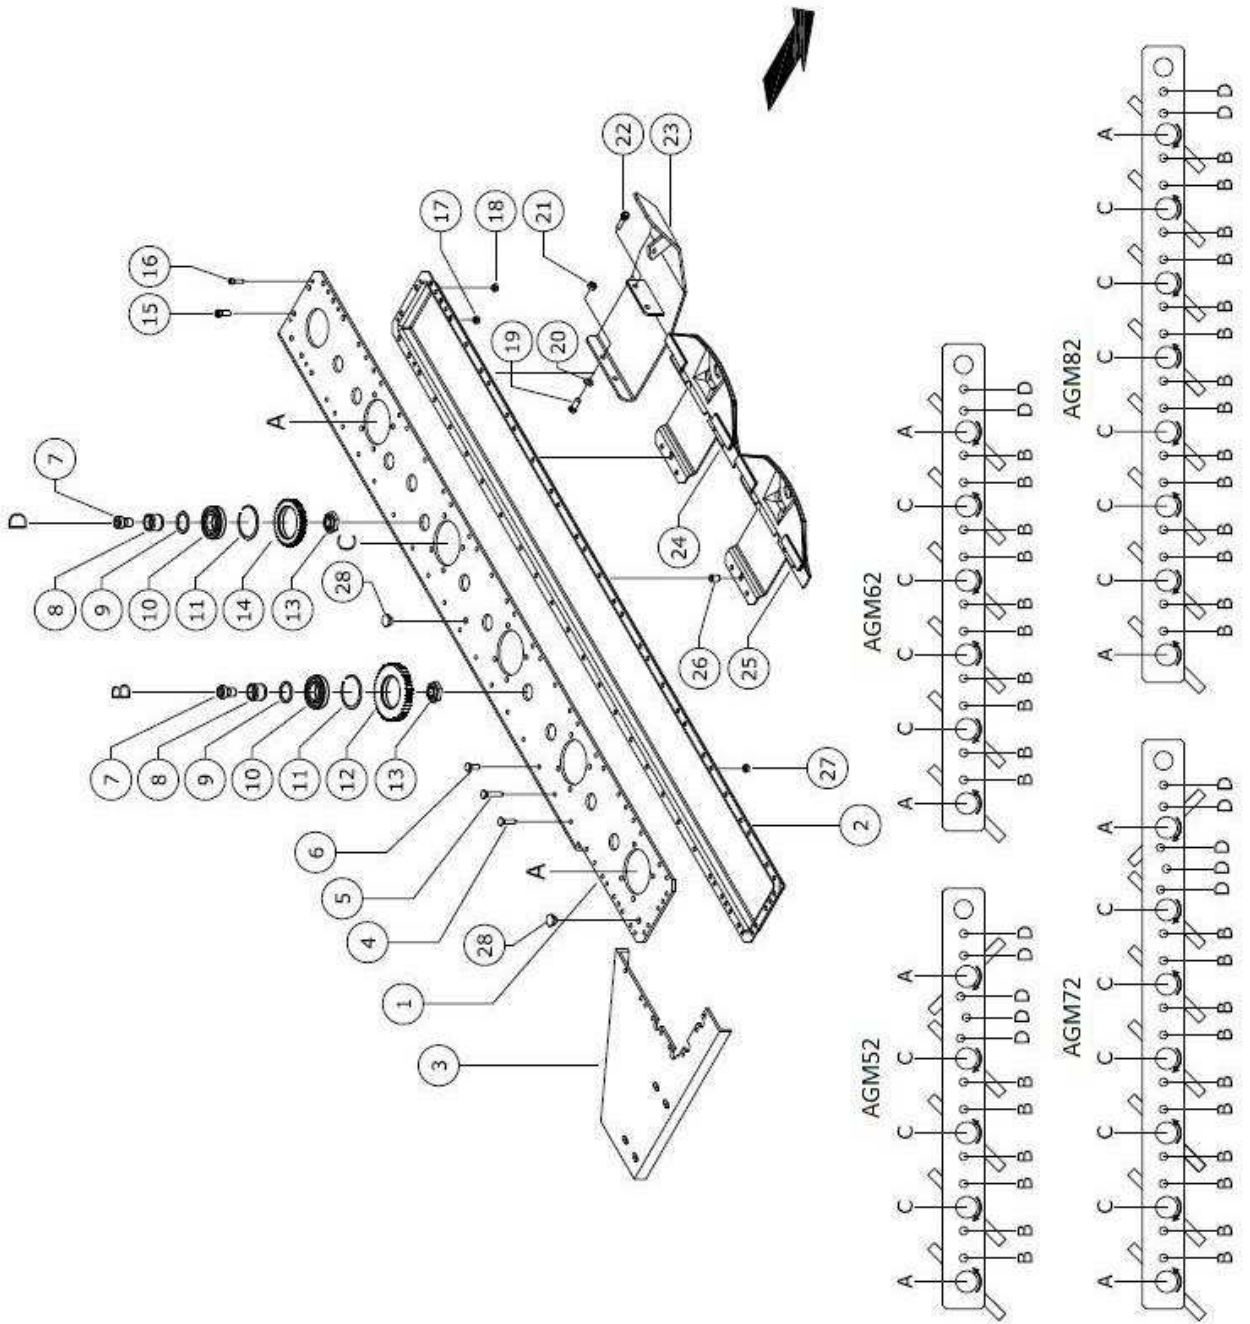 D
7
8
9
10
11
14
13
B
7
8
9
10
11
12
13
16
15
A
C
A
28
28
6
5
4
1
3
17
18
19
20
21
22
23
24
25
26
27
2
AGM52
A C C C A
B B B B B B D D D D D
AGM62
A C C C C A
B B B B B B B B B B D D
AGM72
A C C C C C A
B B B B B B B B B B D D D D D
AGM82
A C C C C C C A
B B B B B B B B B B B B B B D D